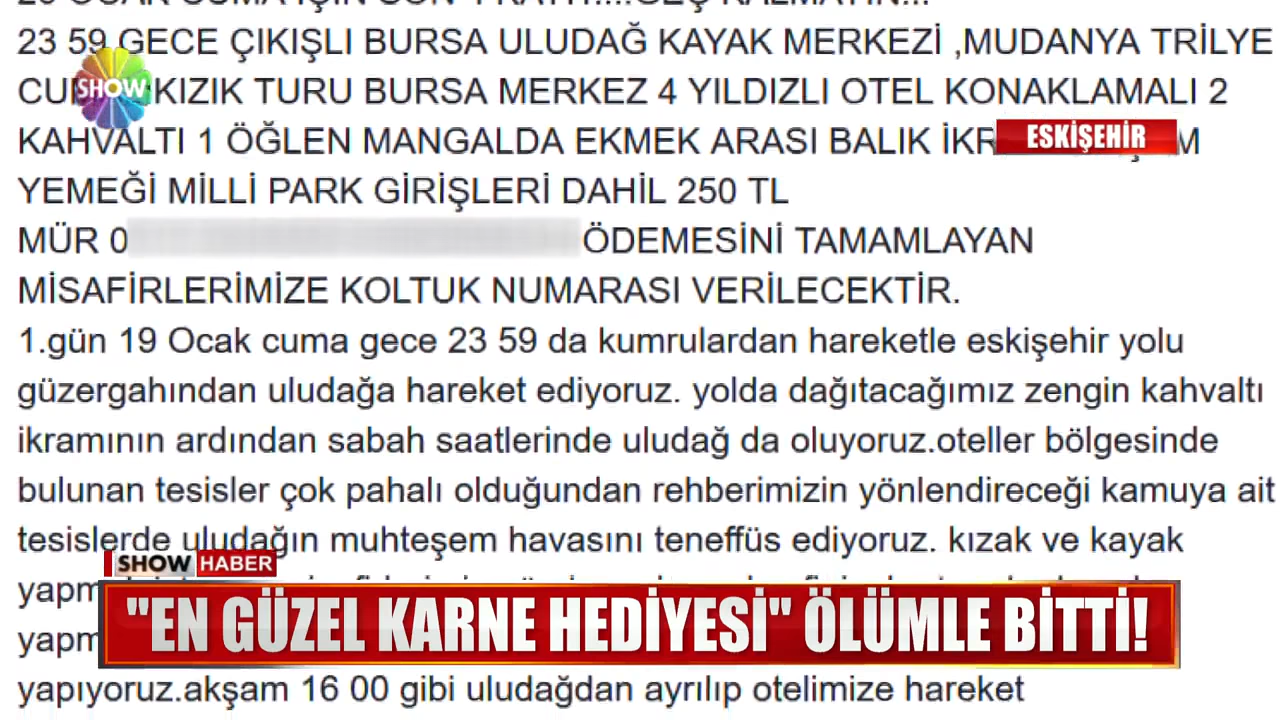 23 59 GECE ÇIKIŞLI BURSA ULUDAĞ KAYAK MERKEZİ ,MUDANYA TRİLYE
SHOW
KIZIK TURU BURSA MERKEZ 4 YILDIZLI OTEL KONAKLAMALI 2
KAHVALTI 1 ÖĞLEN MANGALDA EKMEK ARASI BALIK
ESKİŞEHİR
YEMEĞİ MİLLİ PARK GİRİŞLERİ DAHİL 250 TL
MÜR 0 ÖDEMESİNİ TAMAMLAYAN
MİSAFİRLERİMİZE KOLTUK NUMARASI VERİLECEKTİR.
1.gün 19 Ocak cuma gece 23 59 da kumrulardan hareketle eskişehir yolu
güzergahından uludağa hareket ediyoruz. yolda dağıtacağımız zengin kahvaltı
ikramının ardından sabah saatlerinde uludağ da oluyoruz.oteller bölgesinde
bulunan tesisler çok pahalı olduğundan rehberimizin yönlendireceği kamuya ait
tesislerde uludağın muhteşem havasını teneffüs ediyoruz. kızak ve kayak
SHOW HABER
"EN GÜZEL KARNE HEDİYESİ" ÖLÜMLE BİTTİ!
yapıyoruz.akşam 16 00 gibi uludağdan ayrılıp otelimize hareket